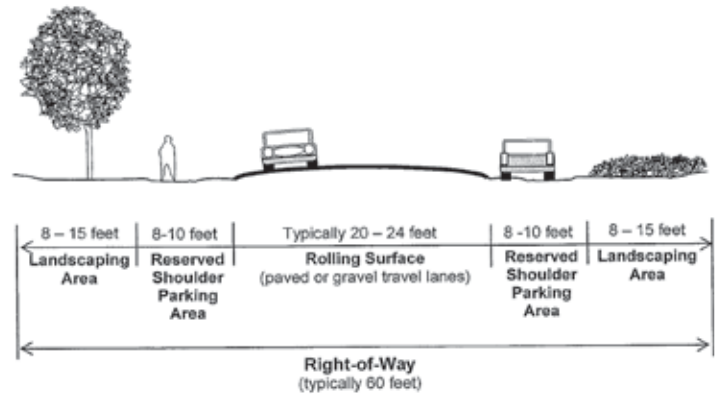 8 – 15 feet
8-10 feet
Typically 20 – 24 feet
8 -10 feet
8 – 15 feet
Landscaping
Area
Reserved
Shoulder
Parking
Area
Rolling Surface
(paved or gravel travel lanes)
Reserved
Shoulder
Parking
Area
Landscaping
Area
Right-of-Way
(typically 60 feet)